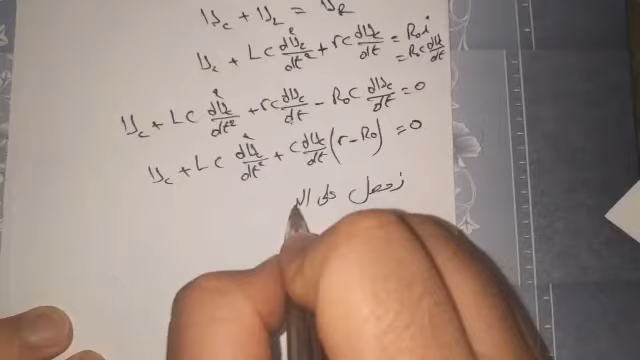 u_c + u_L = u_R
u_c + LC d²u_c/dt² + rC du_c/dt = R₀i
= R₀C du_c/dt
u_c + LC d²u_c/dt² + rC du_c/dt - R₀C du_c/dt = 0
u_c + LC d²u_c/dt² + C du_c/dt (r - R₀) = 0
نحصل على الم